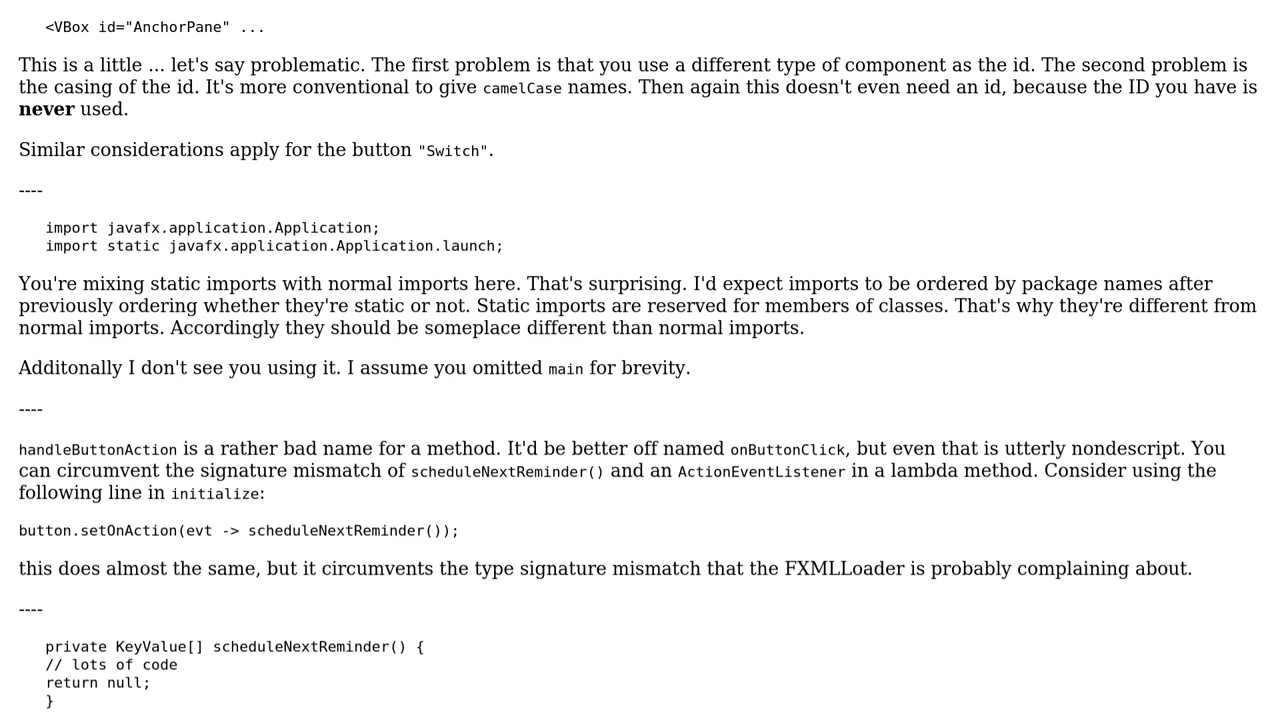 <VBox id="AnchorPane" ...
This is a little ... let's say problematic. The first problem is that you use a different type of component as the id. The second problem is
the casing of the id. It's more conventional to give camelCase names. Then again this doesn't even need an id, because the ID you have is
never used.
Similar considerations apply for the button "Switch".
----
import javafx.application.Application;
import static javafx.application.Application.launch;
You're mixing static imports with normal imports here. That's surprising. I'd expect imports to be ordered by package names after
previously ordering whether they're static or not. Static imports are reserved for members of classes. That's why they're different from
normal imports. Accordingly they should be someplace different than normal imports.
Additonally I don't see you using it. I assume you omitted main for brevity.
----
handleButtonAction is a rather bad name for a method. It'd be better off named onButtonClick, but even that is utterly nondescript. You
can circumvent the signature mismatch of scheduleNextReminder() and an ActionEventListener in a lambda method. Consider using the
following line in initialize:
button.setOnAction(evt -> scheduleNextReminder());
this does almost the same, but it circumvents the type signature mismatch that the FXMLLoader is probably complaining about.
----
private KeyValue[] scheduleNextReminder() {
// lots of code
return null;
}